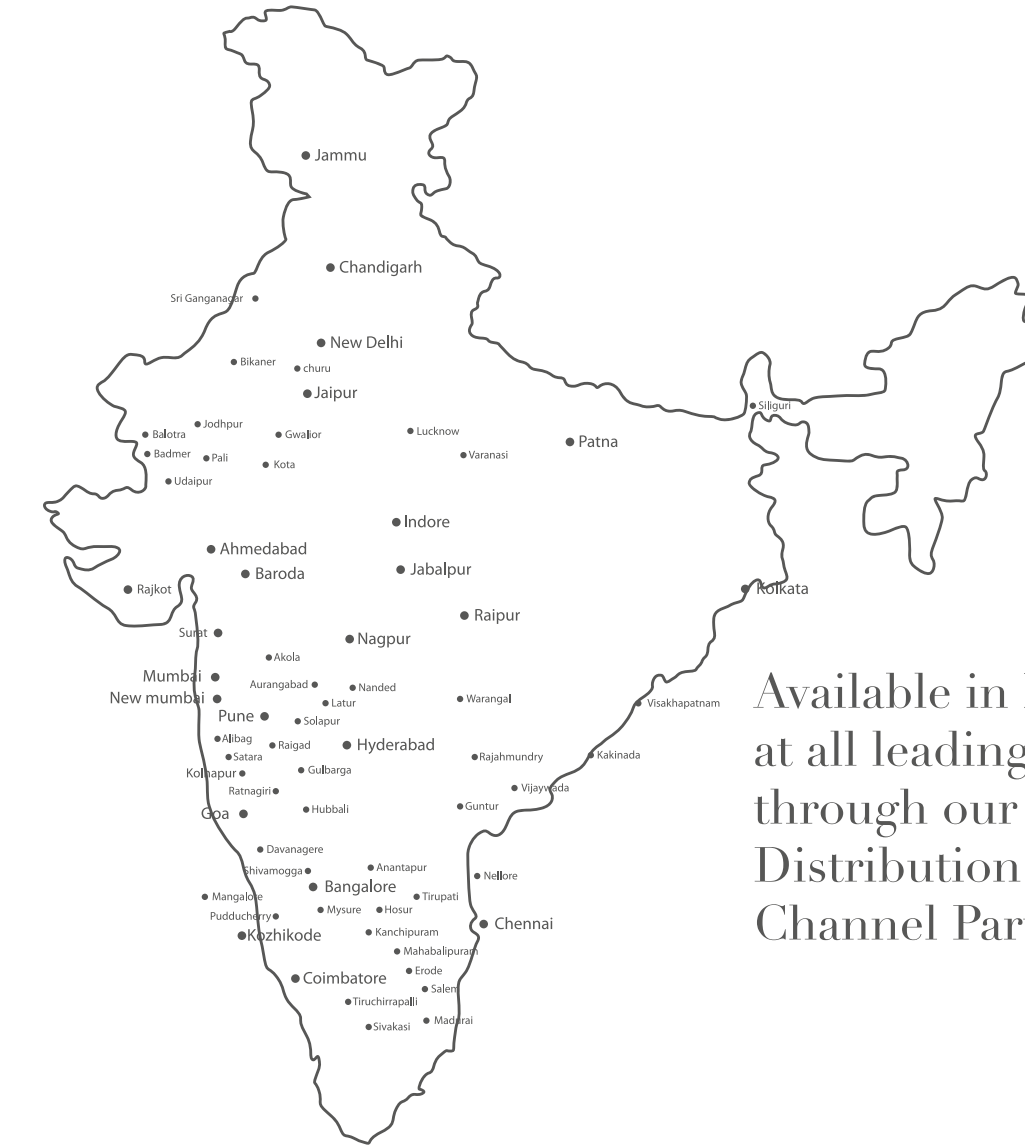 Jammu
Chandigarh
Sri Ganganagar
New Delhi
Bikaner
churu
Jaipur
Siliguri
Jodhpur
Balotra
Gwalior
Lucknow
Patna
Badmer
Pali
Kota
Varanasi
Udaipur
Indore
Ahmedabad
Baroda
Jabalpur
Rajkot
Kolkata
Raipur
Surat
Nagpur
Akola
Mumbai
Aurangabad
Nanded
New mumbai
Latur
Warangal
Visakhapatnam
Pune
Solapur
Alibag
Raigad
Hyderabad
Satara
Rajahmundry
Kakinada
Kolhapur
Gulbarga
Ratnagiri
Vijaywada
Goa
Hubbali
Guntur
Davanagere
Shivamogga
Anantapur
Nellore
Bangalore
Mangalore
Tirupati
Pudducherry
Mysure
Hosur
Kozhikode
Kanchipuram
Chennai
Mahabalipuram
Coimbatore
Erode
Salem
Tiruchirrapalli
Sivakasi
Madurai
Available in
at all leading
through our
Distribution
Channel